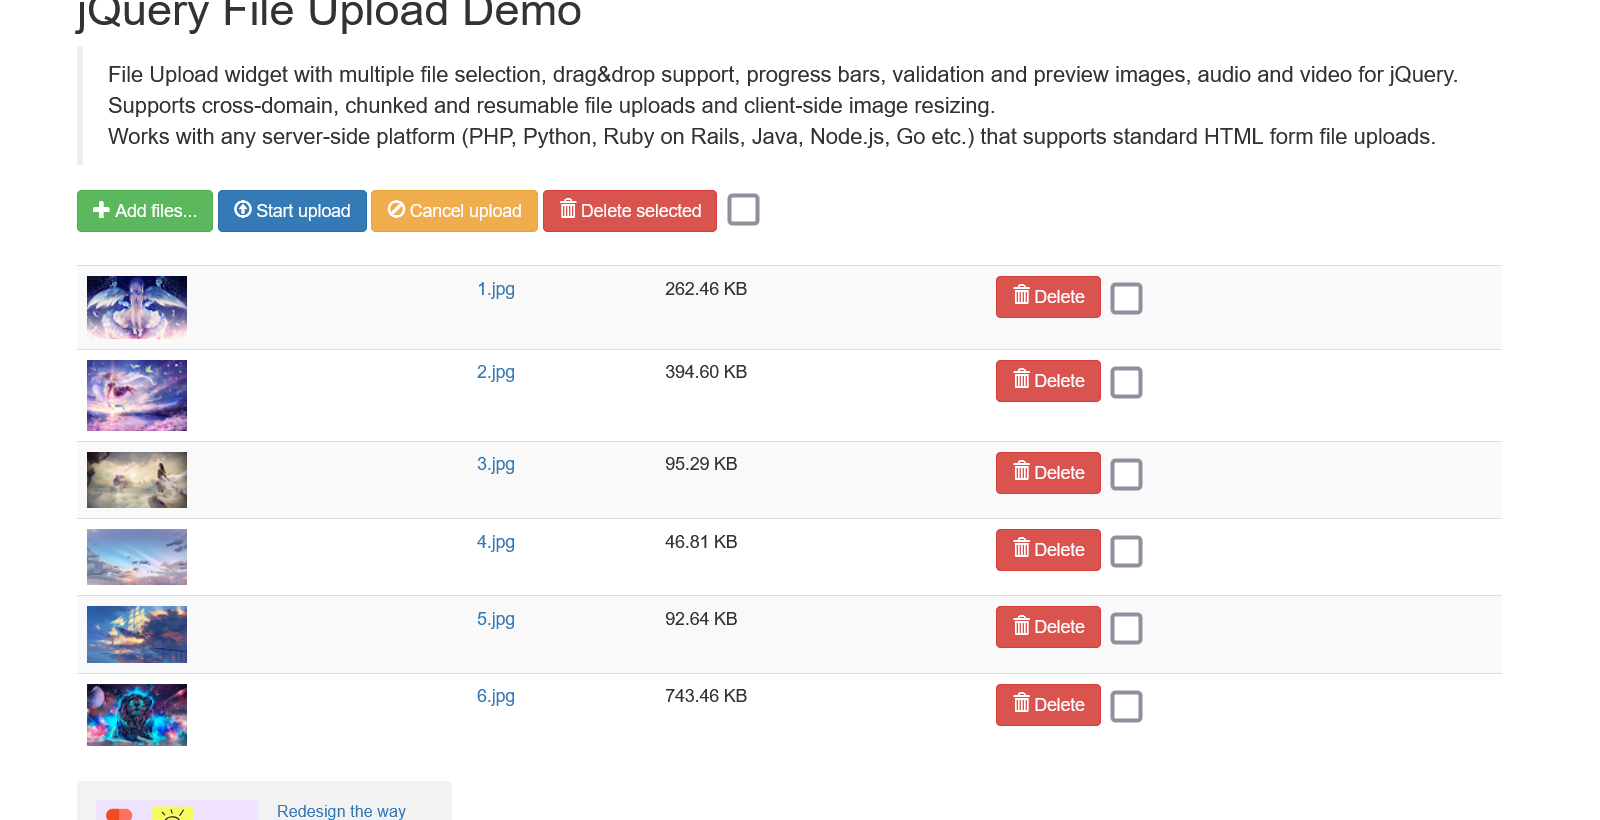 jQuery File Upload Demo
File Upload widget with multiple file selection, drag&drop support, progress bars, validation and preview images, audio and video for jQuery.
Supports cross-domain, chunked and resumable file uploads and client-side image resizing.
Works with any server-side platform (PHP, Python, Ruby on Rails, Java, Node.js, Go etc.) that supports standard HTML form file uploads.
Add files... Start upload Cancel upload Delete selected
1.jpg 262.46 KB Delete
2.jpg 394.60 KB Delete
3.jpg 95.29 KB Delete
4.jpg 46.81 KB Delete
5.jpg 92.64 KB Delete
6.jpg 743.46 KB Delete
Redesign the way